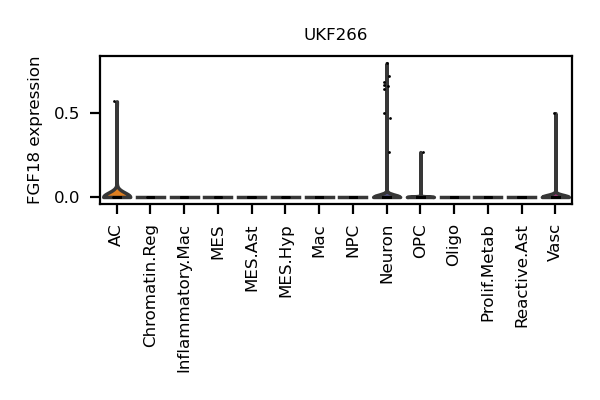 UKF266
FGF18 expression
0.5
0.0
AC
Chromatin.Reg
Inflammatory.Mac
MES
MES.Ast
MES.Hyp
Mac
NPC
Neuron
OPC
Oligo
Prolif.Metab
Reactive.Ast
Vasc